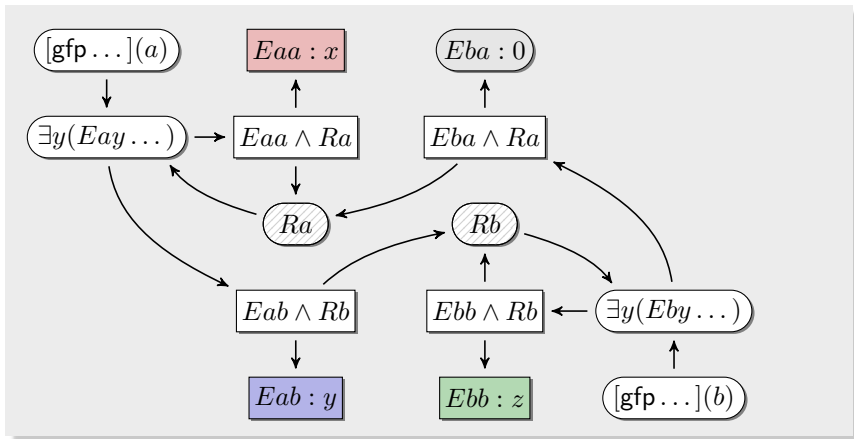 [gfp . . .](a)
Eaa : x
Eba : 0
∃y(Eay . . .)
Eaa ∧ Ra
Eba ∧ Ra
Ra
Rb
Eab ∧ Rb
Ebb ∧ Rb
∃y(Eby . . .)
Eab : y
Ebb : z
[gfp . . .](b)